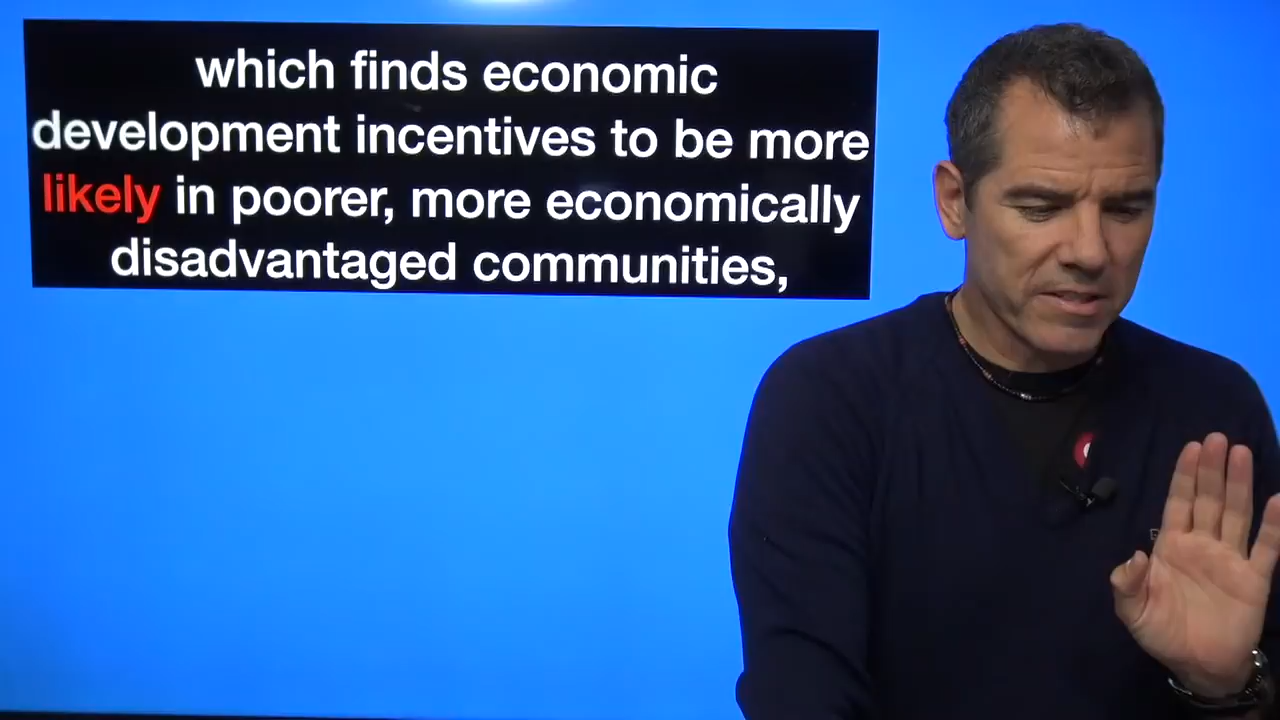 which finds economic
development incentives to be more
likely in poorer, more economically
disadvantaged communities,